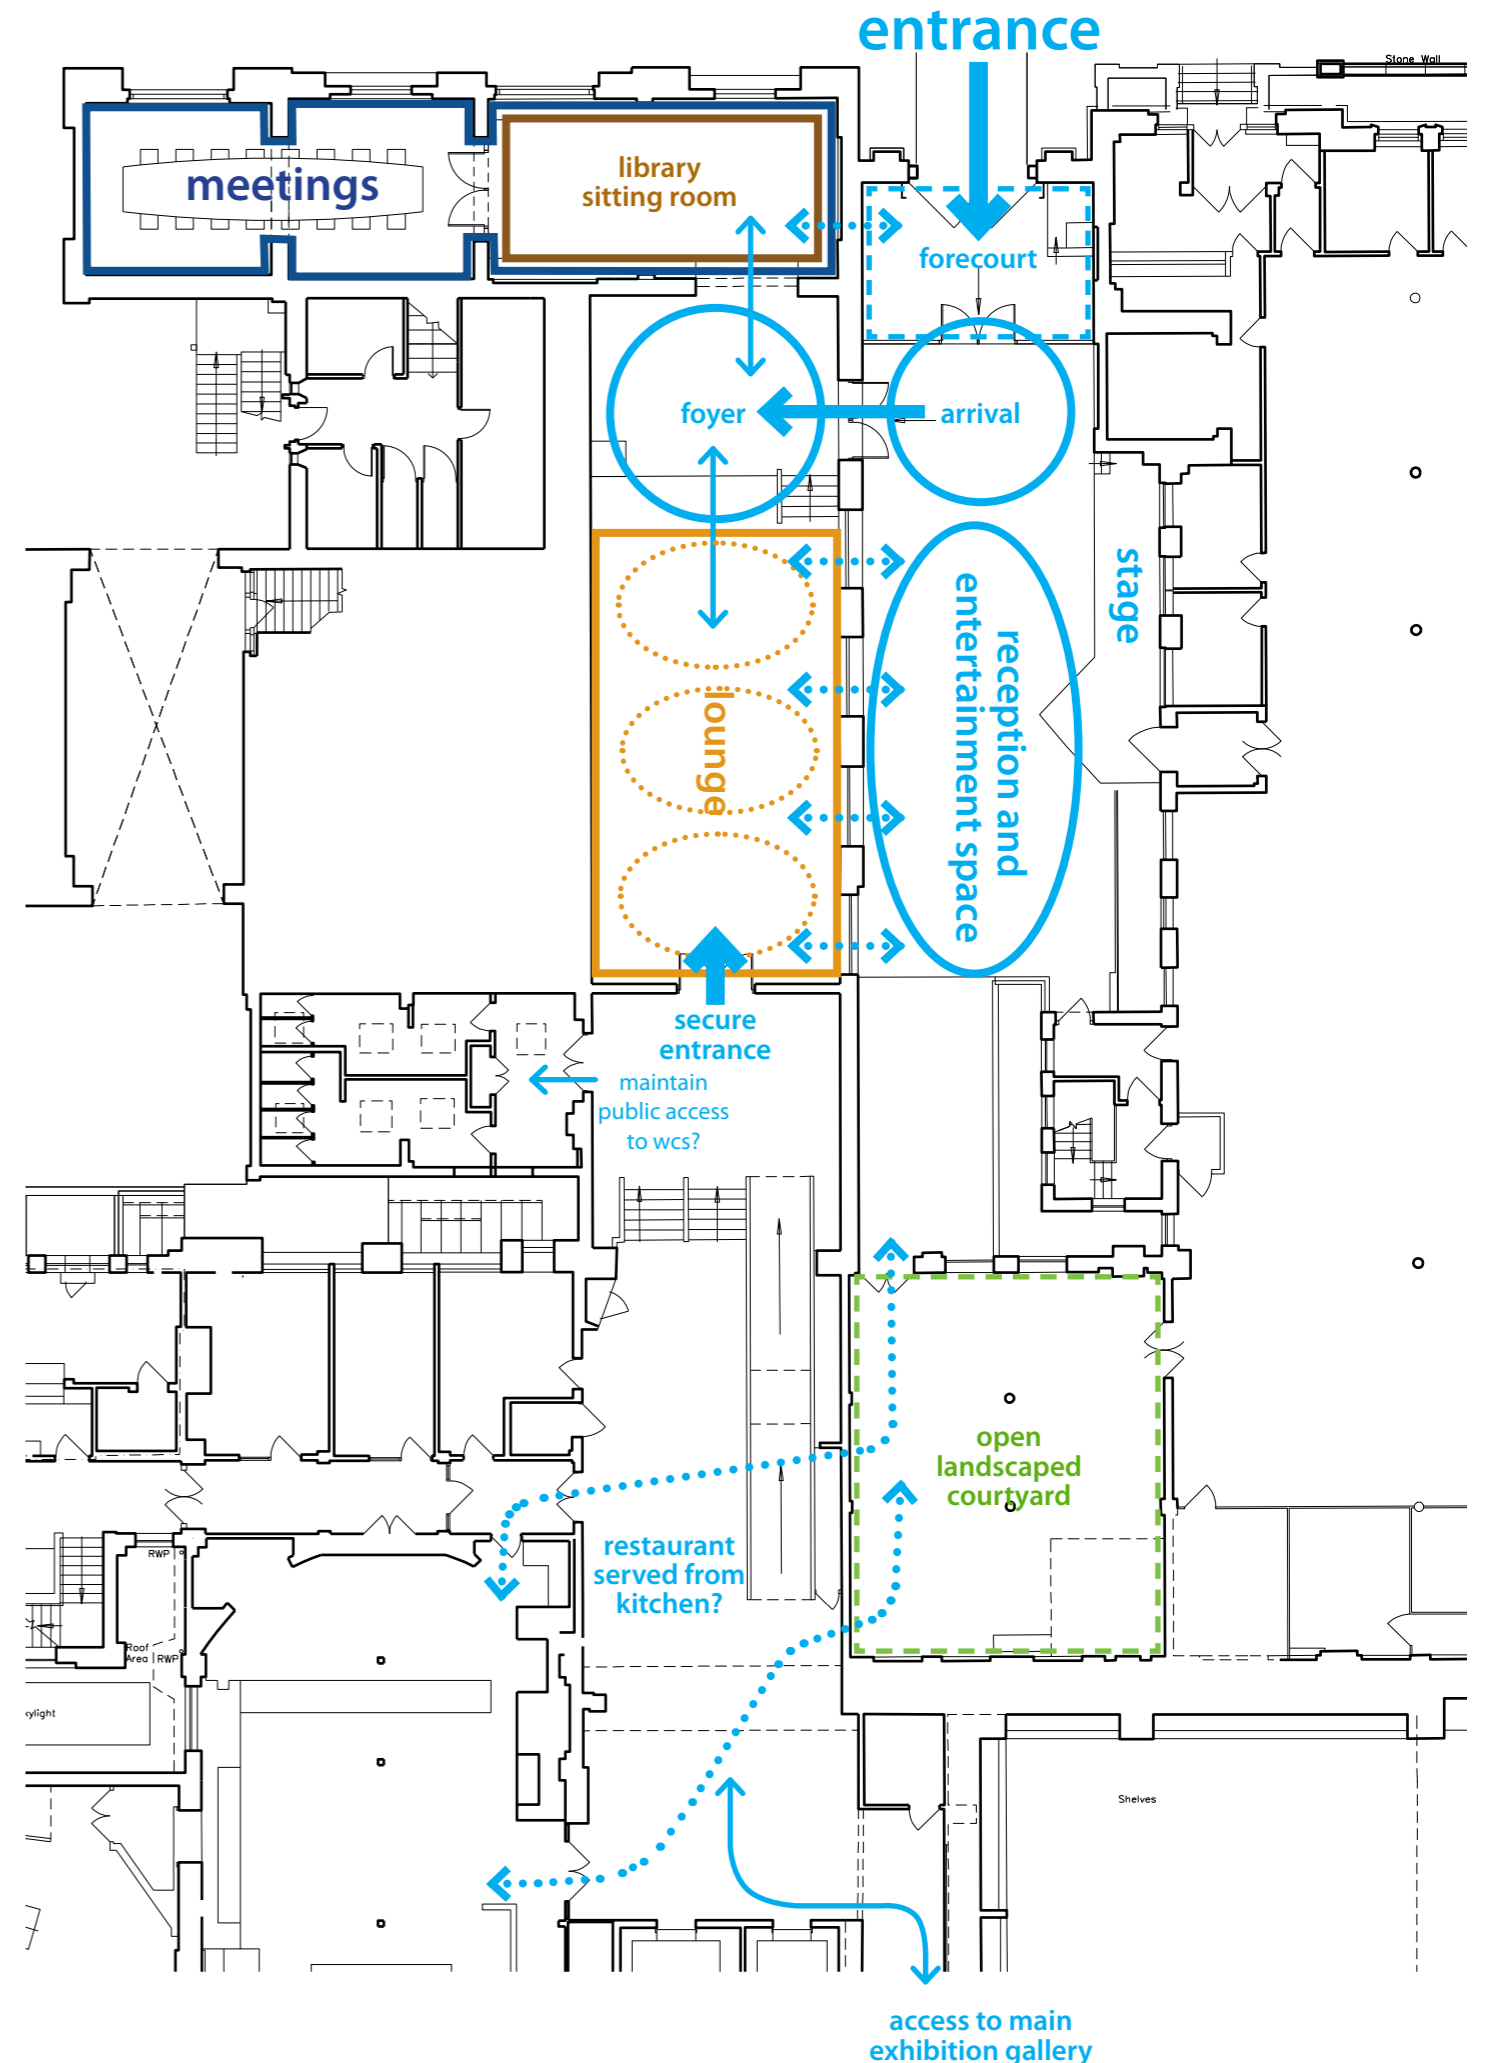 entrance
Stone Wall
meetings
library
sitting room
forecourt
foyer
arrival
stage
reception and
entertainment space
lounge
secure
entrance
maintain
public access
to wcs?
open
landscaped
courtyard
restaurant
served from
kitchen?
RWP
Roof
Area
RWP
kylight
Shelves
access to main
exhibition gallery